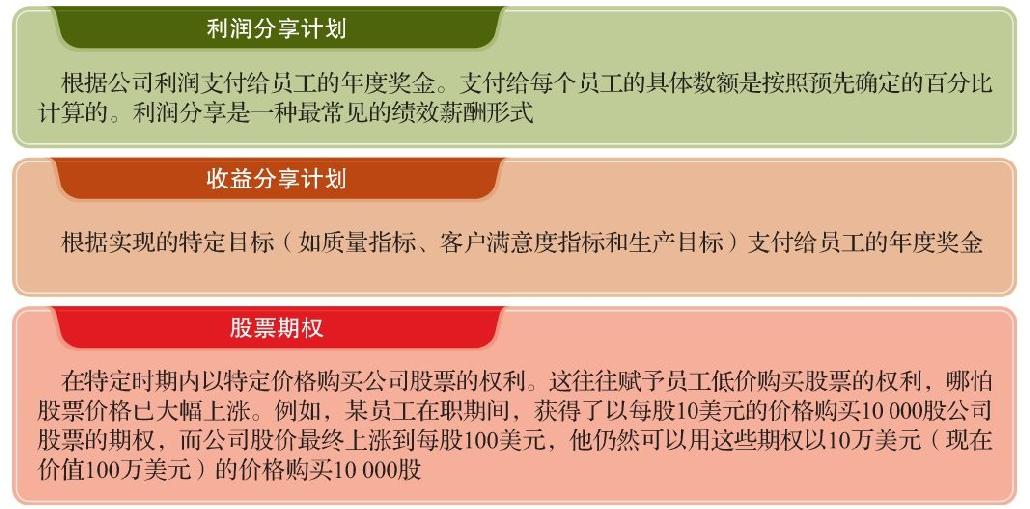 利润分享计划
根据公司利润支付给员工的年度奖金。支付给每个员工的具体数额是按照预先确定的百分比
计算的。利润分享是一种最常见的绩效薪酬形式
收益分享计划
根据实现的特定目标（如质量指标、客户满意度指标和生产目标）支付给员工的年度奖金
股票期权
在特定时期内以特定价格购买公司股票的权利。这往往赋予员工低价购买股票的权利，哪怕
股票价格已大幅上涨。例如，某员工在职期间，获得了以每股10美元的价格购买10 000股公司
股票的期权，而公司股价最终上涨到每股100美元，他仍然可以用这些期权以10万美元（现在
价值100万美元）的价格购买10 000股